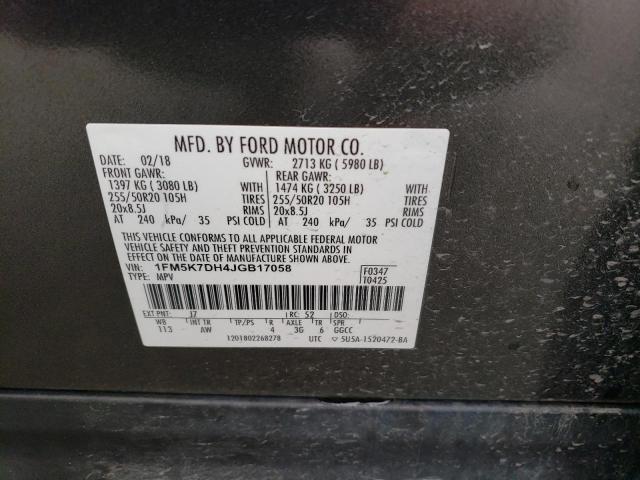 MFD. BY FORD MOTOR CO.
DATE: 02/18 GVWR: 2713 KG ( 5980 LB)
FRONT GAWR: REAR GAWR:
1397 KG ( 3080 LB) WITH 1474 KG ( 3250 LB) WITH
255/50R20 105H TIRES 255/50R20 105H TIRES
20x8.5J RIMS 20x8.5J RIMS
AT 240 kPa/ 35 PSI COLD AT 240 kPa/ 35 PSI COLD
THIS VEHICLE CONFORMS TO ALL APPLICABLE FEDERAL MOTOR
VEHICLE SAFETY AND THEFT PREVENTION STANDARDS IN
EFFECT ON THE DATE OF MANUFACTURE SHOWN ABOVE.
VIN: 1FM5K7DH4JGB17058 F0347
TYPE: MPV T0425
EXT PNT: J7 RC: 52 DSO:
WB INT TR TP/PS R AXLE TR SPR
113 AW 4 3G 6 GGCC
1201802268278 UTC 5U5A-1520472-BA